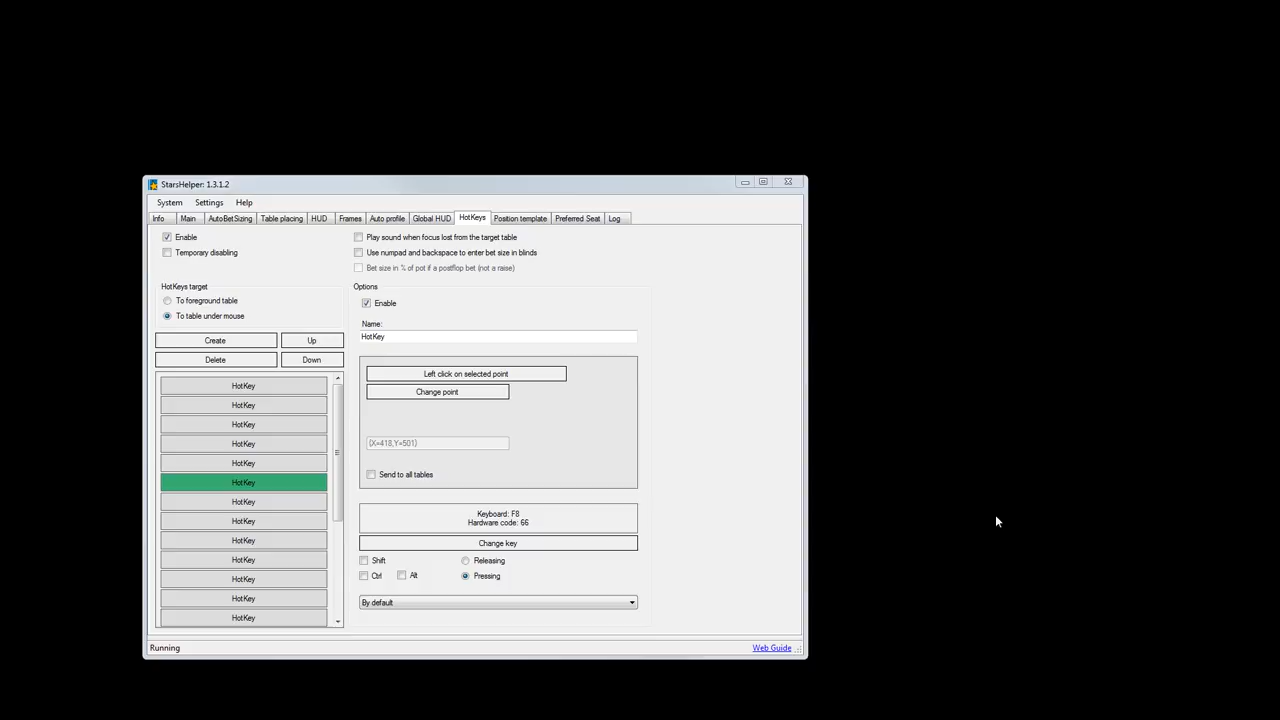 StarsHelper: 1.3.1.2
System Settings Help
Info Main AutoBetSizing Table placing HUD Frames Auto profile Global HUD HotKeys Position template Preferred Seat Log
Enable
Temporary disabling
Play sound when focus lost from the target table
Use numpad and backspace to enter bet size in blinds
Bet size in % of pot if a postflop bet (not a raise)
HotKeys target
To foreground table
To table under mouse
Create Up
Delete Down
HotKey
HotKey
HotKey
HotKey
HotKey
HotKey
HotKey
HotKey
HotKey
HotKey
HotKey
HotKey
HotKey
Options
Enable
Name:
HotKey
Left click on selected point
Change point
{X=418,Y=501}
Send to all tables
Keyboard: F8
Hardware code: 66
Change key
Shift Releasing
Ctrl Alt Pressing
By default
Running Web Guide